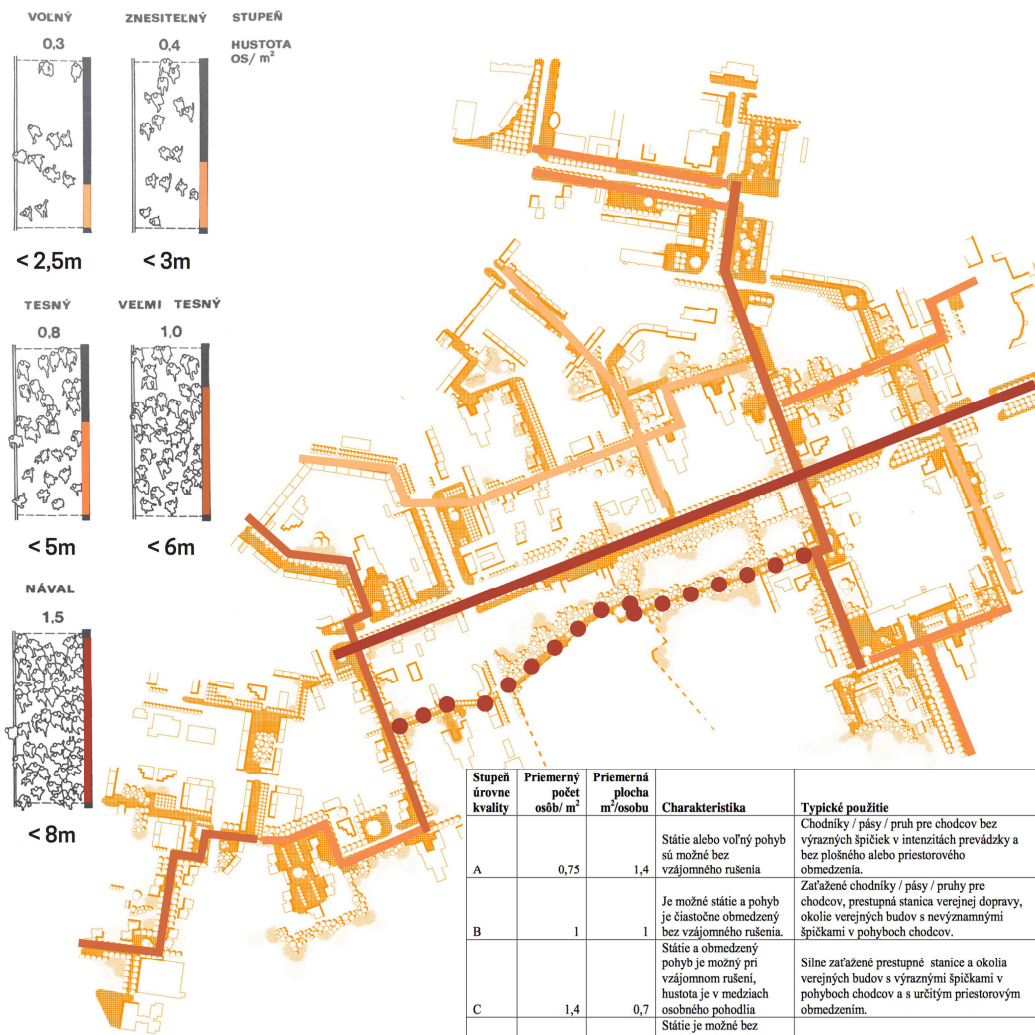 VOĽNÝ
ZNESITEĽNÝ
STUPEŇ
0,3
0,4
HUSTOTA
OS/ m²
< 2,5m
< 3m
TESNÝ
VEĽMI TESNÝ
0,8
1,0
< 5m
< 6m
NÁVAL
1,5
< 8m
Stupeň
úrovne
kvality
Priemerný
počet
osôb/ m²
Priemerná
plocha
m²/osobu
Charakteristika
Typické použitie
A
0,75
1,4
Státie alebo voľný pohyb
sú možné bez
vzájomného rušenia
Chodníky / pásy / pruh pre chodcov bez
výrazných špičiek v intenzitách prevádzky a
bez plošného alebo priestorového
obmedzenia.
B
1
1
Je možné státie a pohyb
je čiastočne obmedzený
bez vzájomného rušenia.
Zaťažené chodníky / pásy / pruhy pre
chodcov, prestupná stanica verejnej dopravy,
okolie verejných budov s nevýznamnými
špičkami v pohyboch chodcov.
C
1,4
0,7
Státie a obmedzený
pohyb je možný pri
vzájomnom rušení,
hustota je v medziach
osobného pohodlia
Silne zaťažené prestupné stanice a okolia
verejných budov s výraznými špičkami v
pohyboch chodcov a s určitým priestorovým
obmedzením.
Státie je možné bez